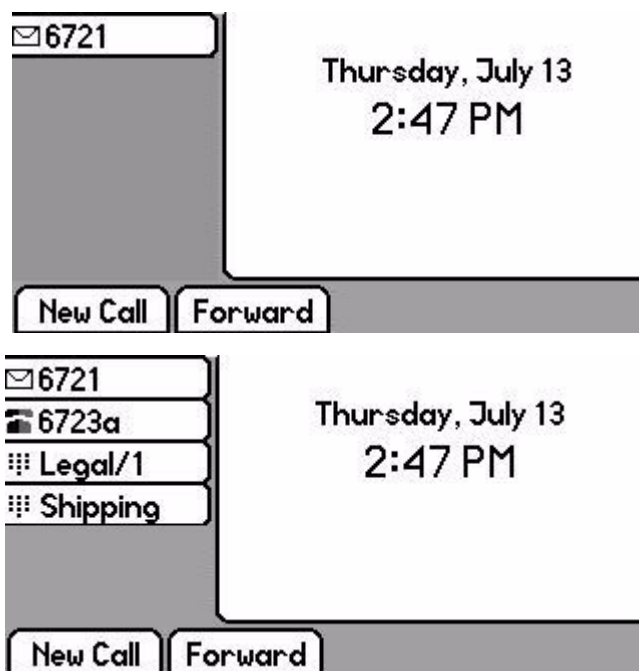 6721
Thursday, July 13
2:47 PM
New Call
Forward
6721
6723a
Legal/1
Shipping
Thursday, July 13
2:47 PM
New Call
Forward